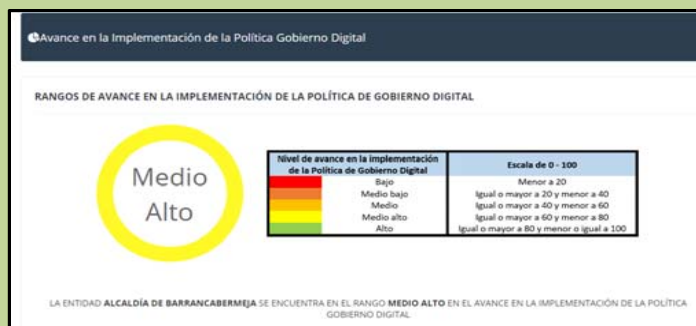 Avance en la Implementación de la Política Gobierno Digital
RANGOS DE AVANCE EN LA IMPLEMENTACIÓN DE LA POLÍTICA DE GOBIERNO DIGITAL
Medio
Alto
Nivel de avance en la implementación
de la Política de Gobierno Digital
Escala de 0 - 100
Bajo Menor a 20
Medio bajo Igual o mayor a 20 y menor a 40
Medio Igual o mayor a 40 y menor a 60
Medio alto Igual o mayor a 60 y menor a 80
Alto Igual o mayor a 80 y menor o igual a 100
LA ENTIDAD ALCALDÍA DE BARRANCABERMEJA SE ENCUENTRA EN EL RANGO MEDIO ALTO EN EL AVANCE EN LA IMPLEMENTACIÓN DE LA POLÍTICA
GOBIERNO DIGITAL